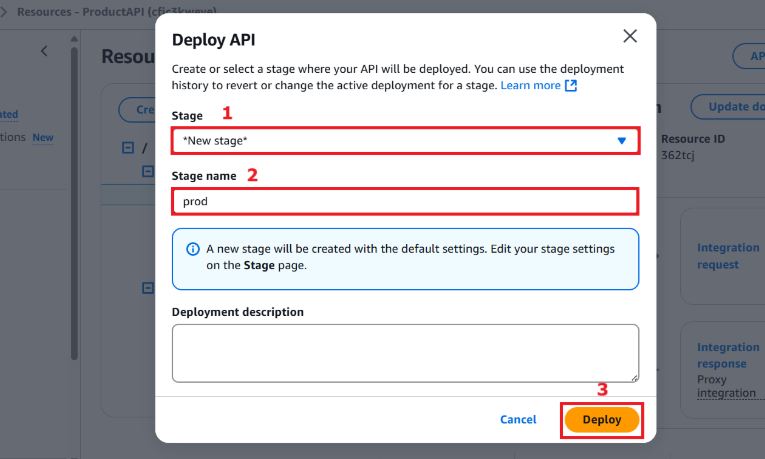 Resources - ProductAPI (cfic3kweve)
Deploy API
Create or select a stage where your API will be deployed. You can use the deployment
history to revert or change the active deployment for a stage. Learn more
Stage 1
*New stage*
Stage name 2
prod
A new stage will be created with the default settings. Edit your stage settings
on the Stage page.
Deployment description
3
Cancel Deploy
Resou
AP
Cre
Update do
ated
tions New
/
n
Resource ID
362tcj
Integration
request
Integration
response
Proxy
integration